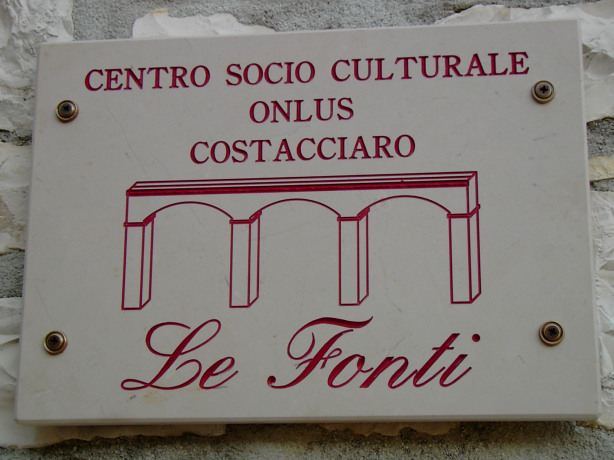 CENTRO SOCIO CULTURALE
ONLUS
COSTACCIARO
Le Fonti